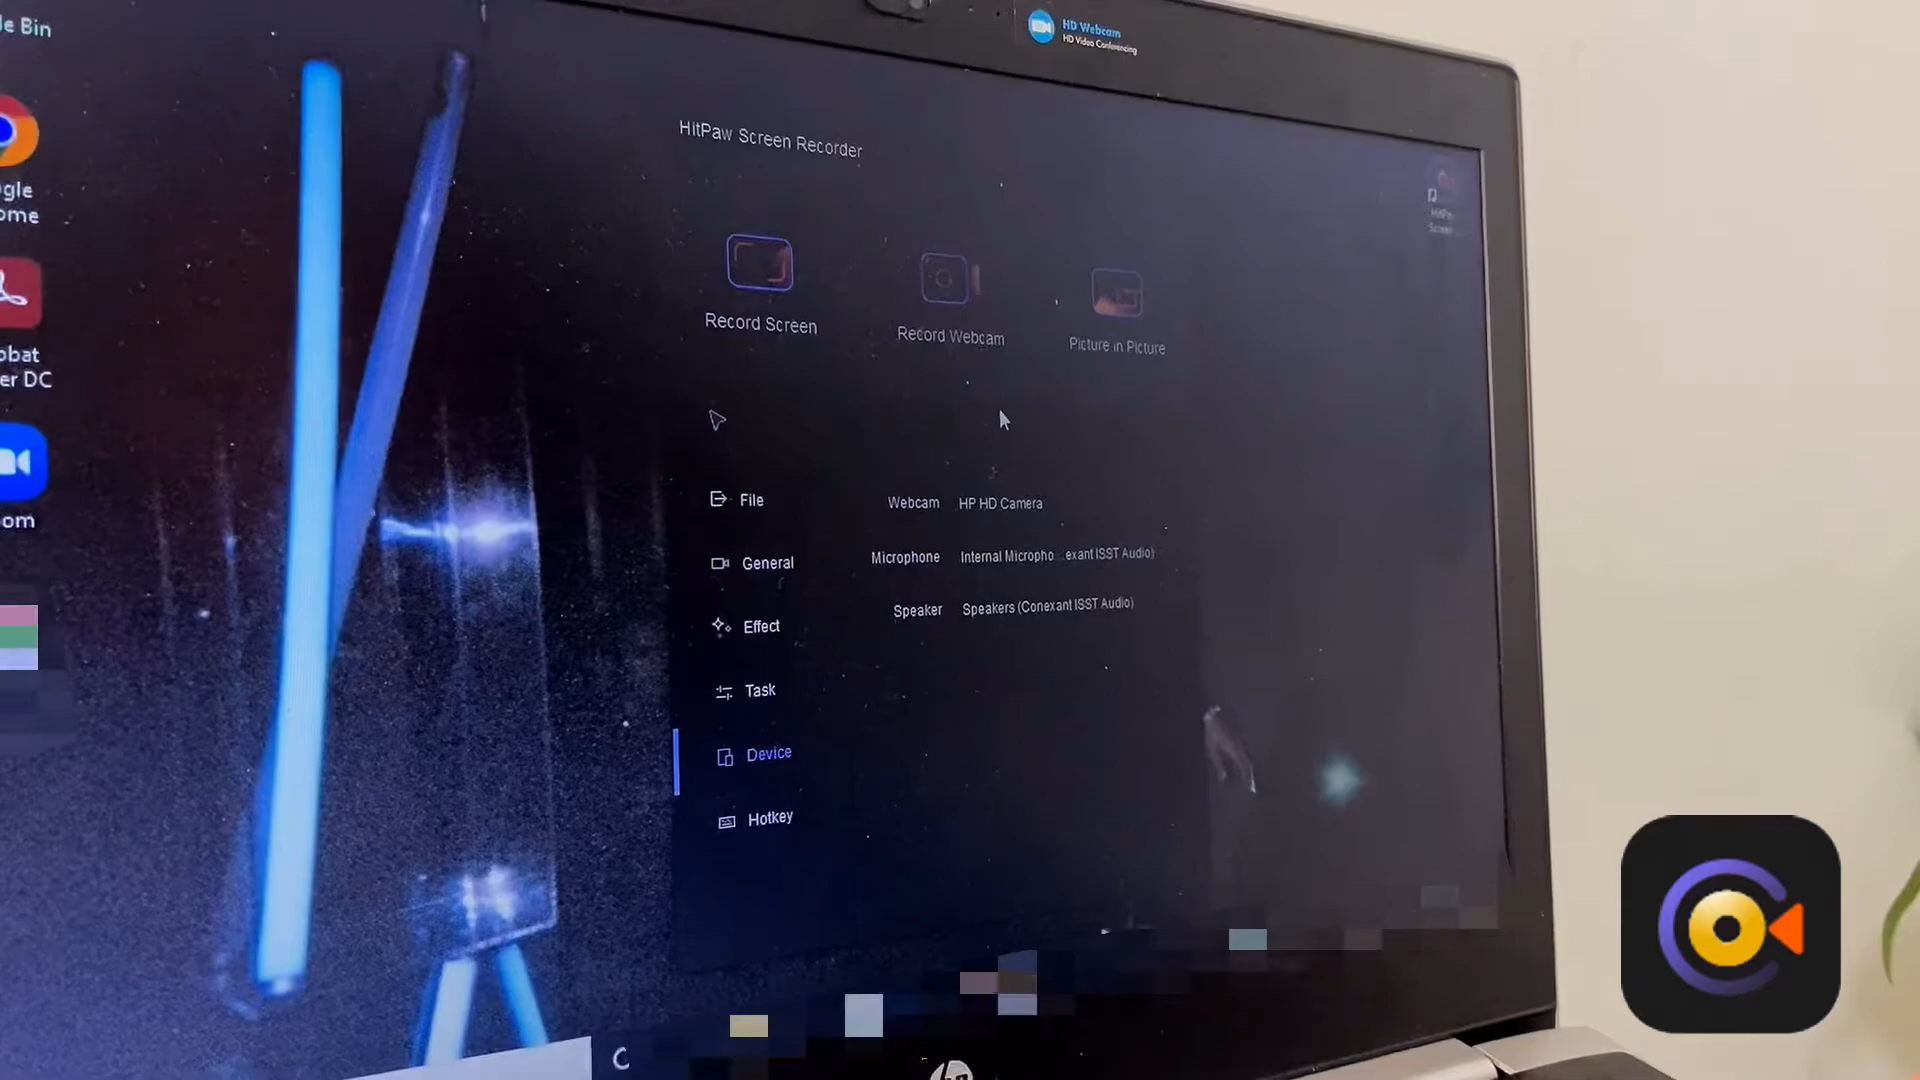 le Bin
HD Webcam
HD Video Conferencing
HitPaw Screen Recorder
gle
ome
Record Screen
Record Webcam
Picture in Picture
obat
er DC
File
Webcam HP HD Camera
General
Microphone Internal Micropho...exant ISST Audio)
Speaker Speakers (Conexant ISST Audio)
Effect
om
Task
Device
Hotkey
hp